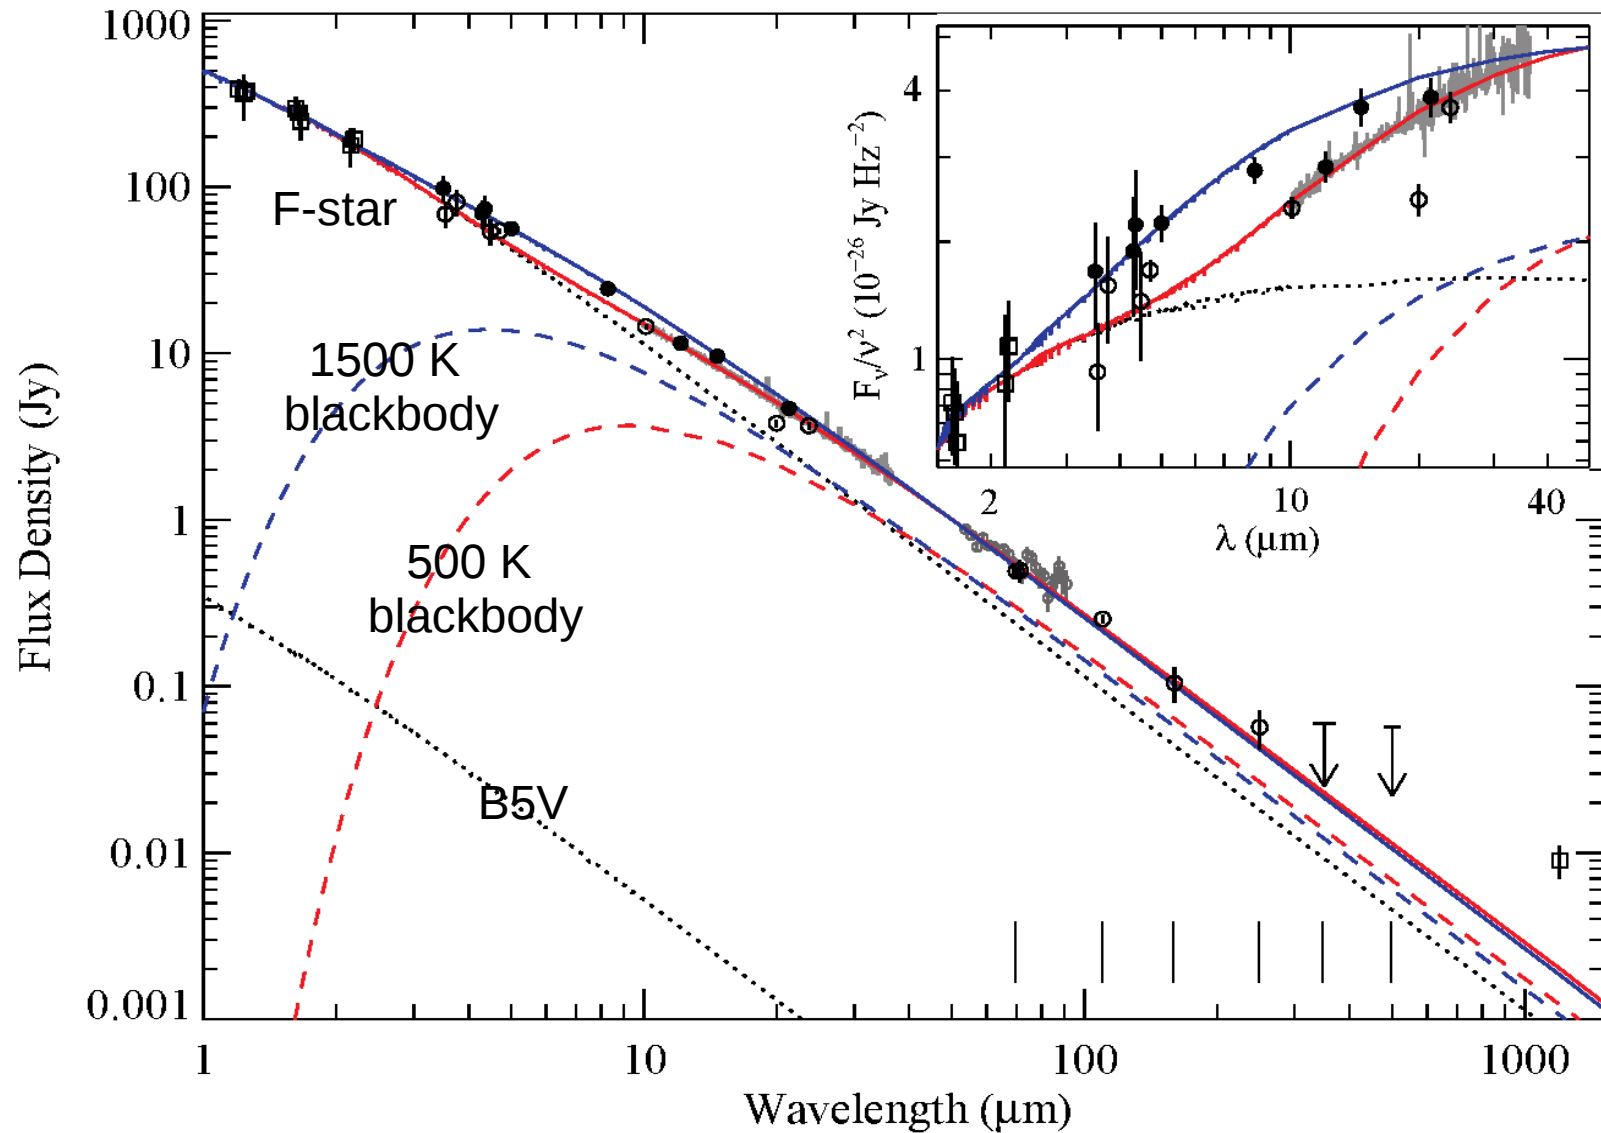 1000
100
10
1
0.1
0.01
0.001
Flux Density (Jy)
1
10
100
1000
Wavelength (μm)
F-star
1500 K
blackbody
500 K
blackbody
B5V
4
1
Fν/ν² (10⁻²⁶ Jy Hz⁻²)
2
10
40
λ (μm)